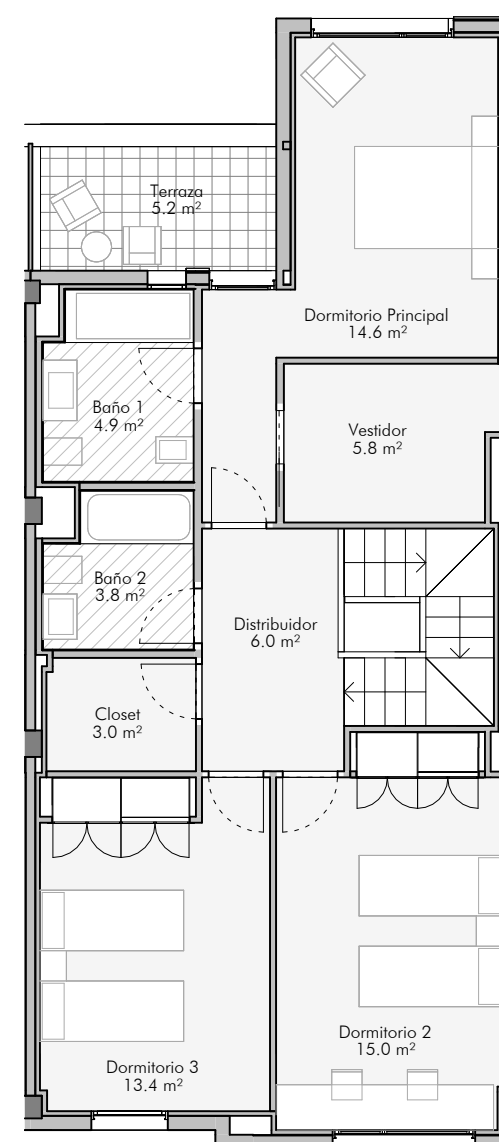 Terraza
5.2 m²
Dormitorio Principal
14.6 m²
Baño 1
4.9 m²
Vestidor
5.8 m²
Baño 2
3.8 m²
Distribuidor
6.0 m²
Closet
3.0 m²
Dormitorio 2
15.0 m²
Dormitorio 3
13.4 m²